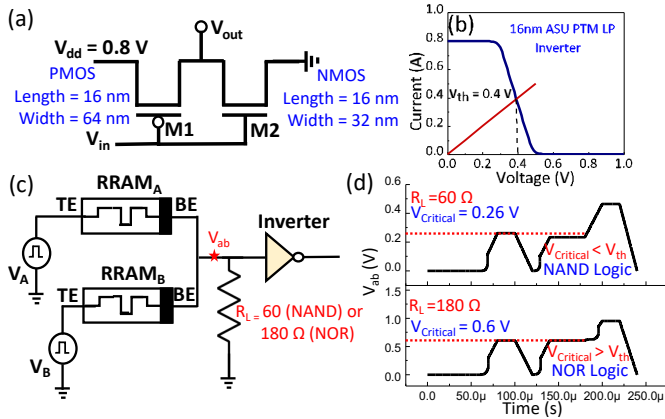 (a)
V_dd = 0.8 V
V_out
PMOS
Length = 16 nm
Width = 64 nm
NMOS
Length = 16 nm
Width = 32 nm
M1
M2
V_in
(b)
16nm ASU PTM LP
Inverter
V_th = 0.4 V
Current (A)
0.8
0.6
0.4
0.2
0.0
0.0 0.2 0.4 0.6 0.8 1.0
Voltage (V)
(c)
RRAM_A
TE
BE
V_A
RRAM_B
TE
BE
V_B
V_ab
Inverter
R_L = 60 (NAND) or
180 Ω (NOR)
(d)
R_L =60 Ω
V_Critical = 0.26 V
V_Critical < V_th
NAND Logic
0.6
0.4
0.2
0.0
V_ab (V)
R_L =180 Ω
V_Critical = 0.6 V
V_Critical > V_th
NOR Logic
1.2
0.8
0.4
0.0
0.0 50.0μ 100.0μ 150.0μ 200.0μ 250.0μ
Time (s)